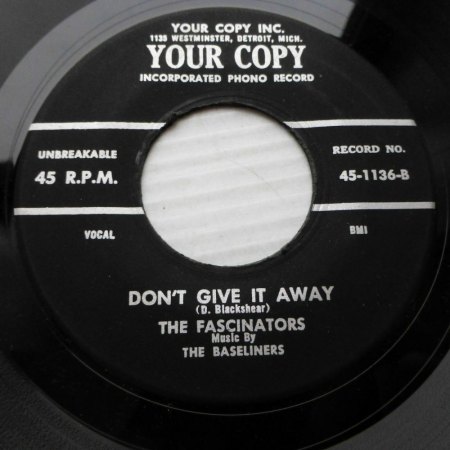 YOUR COPY INC.
1135 WESTMINSTER, DETROIT, MICH.
YOUR COPY
INCORPORATED PHONO RECORD
UNBREAKABLE
45 R.P.M.
RECORD NO.
45-1136-B
VOCAL
BMI
DON'T GIVE IT AWAY
(D. Blackshear)
THE FASCINATORS
Music By
THE BASELINERS